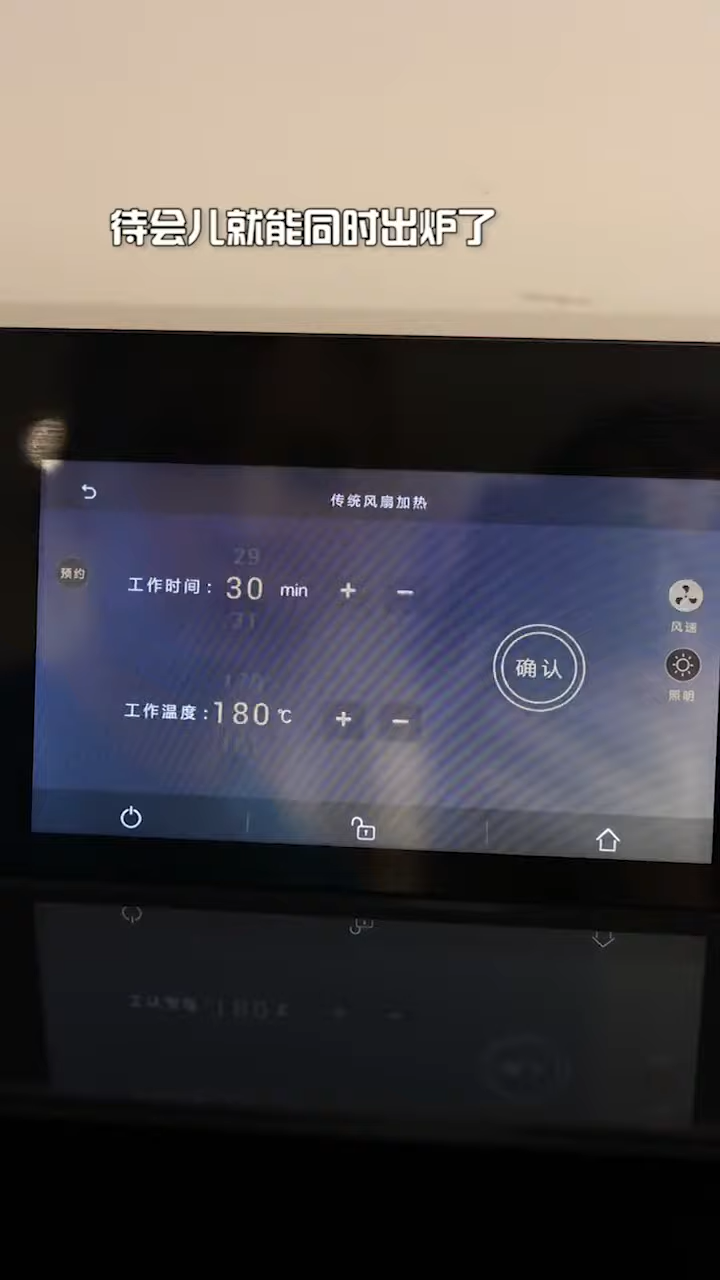 待会儿就能同时出炉了
传统风扇加热
预约
29
工作时间：30 min + −
31
确认
风速
照明
工作温度：180℃ + −